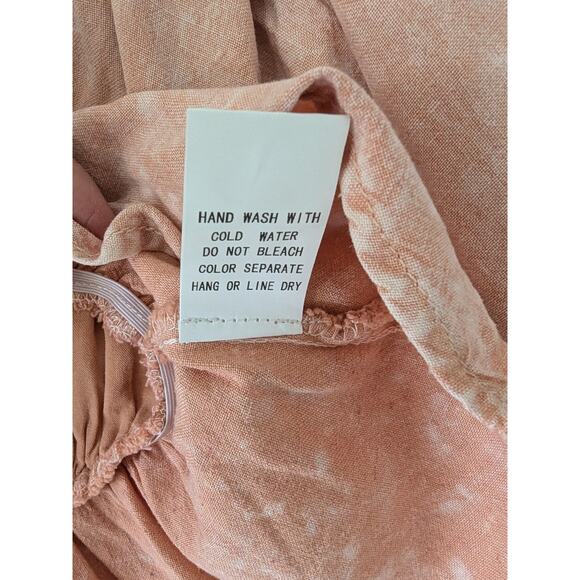 HAND WASH WITH
COLD WATER
DO NOT BLEACH
COLOR SEPARATE
HANG OR LINE DRY